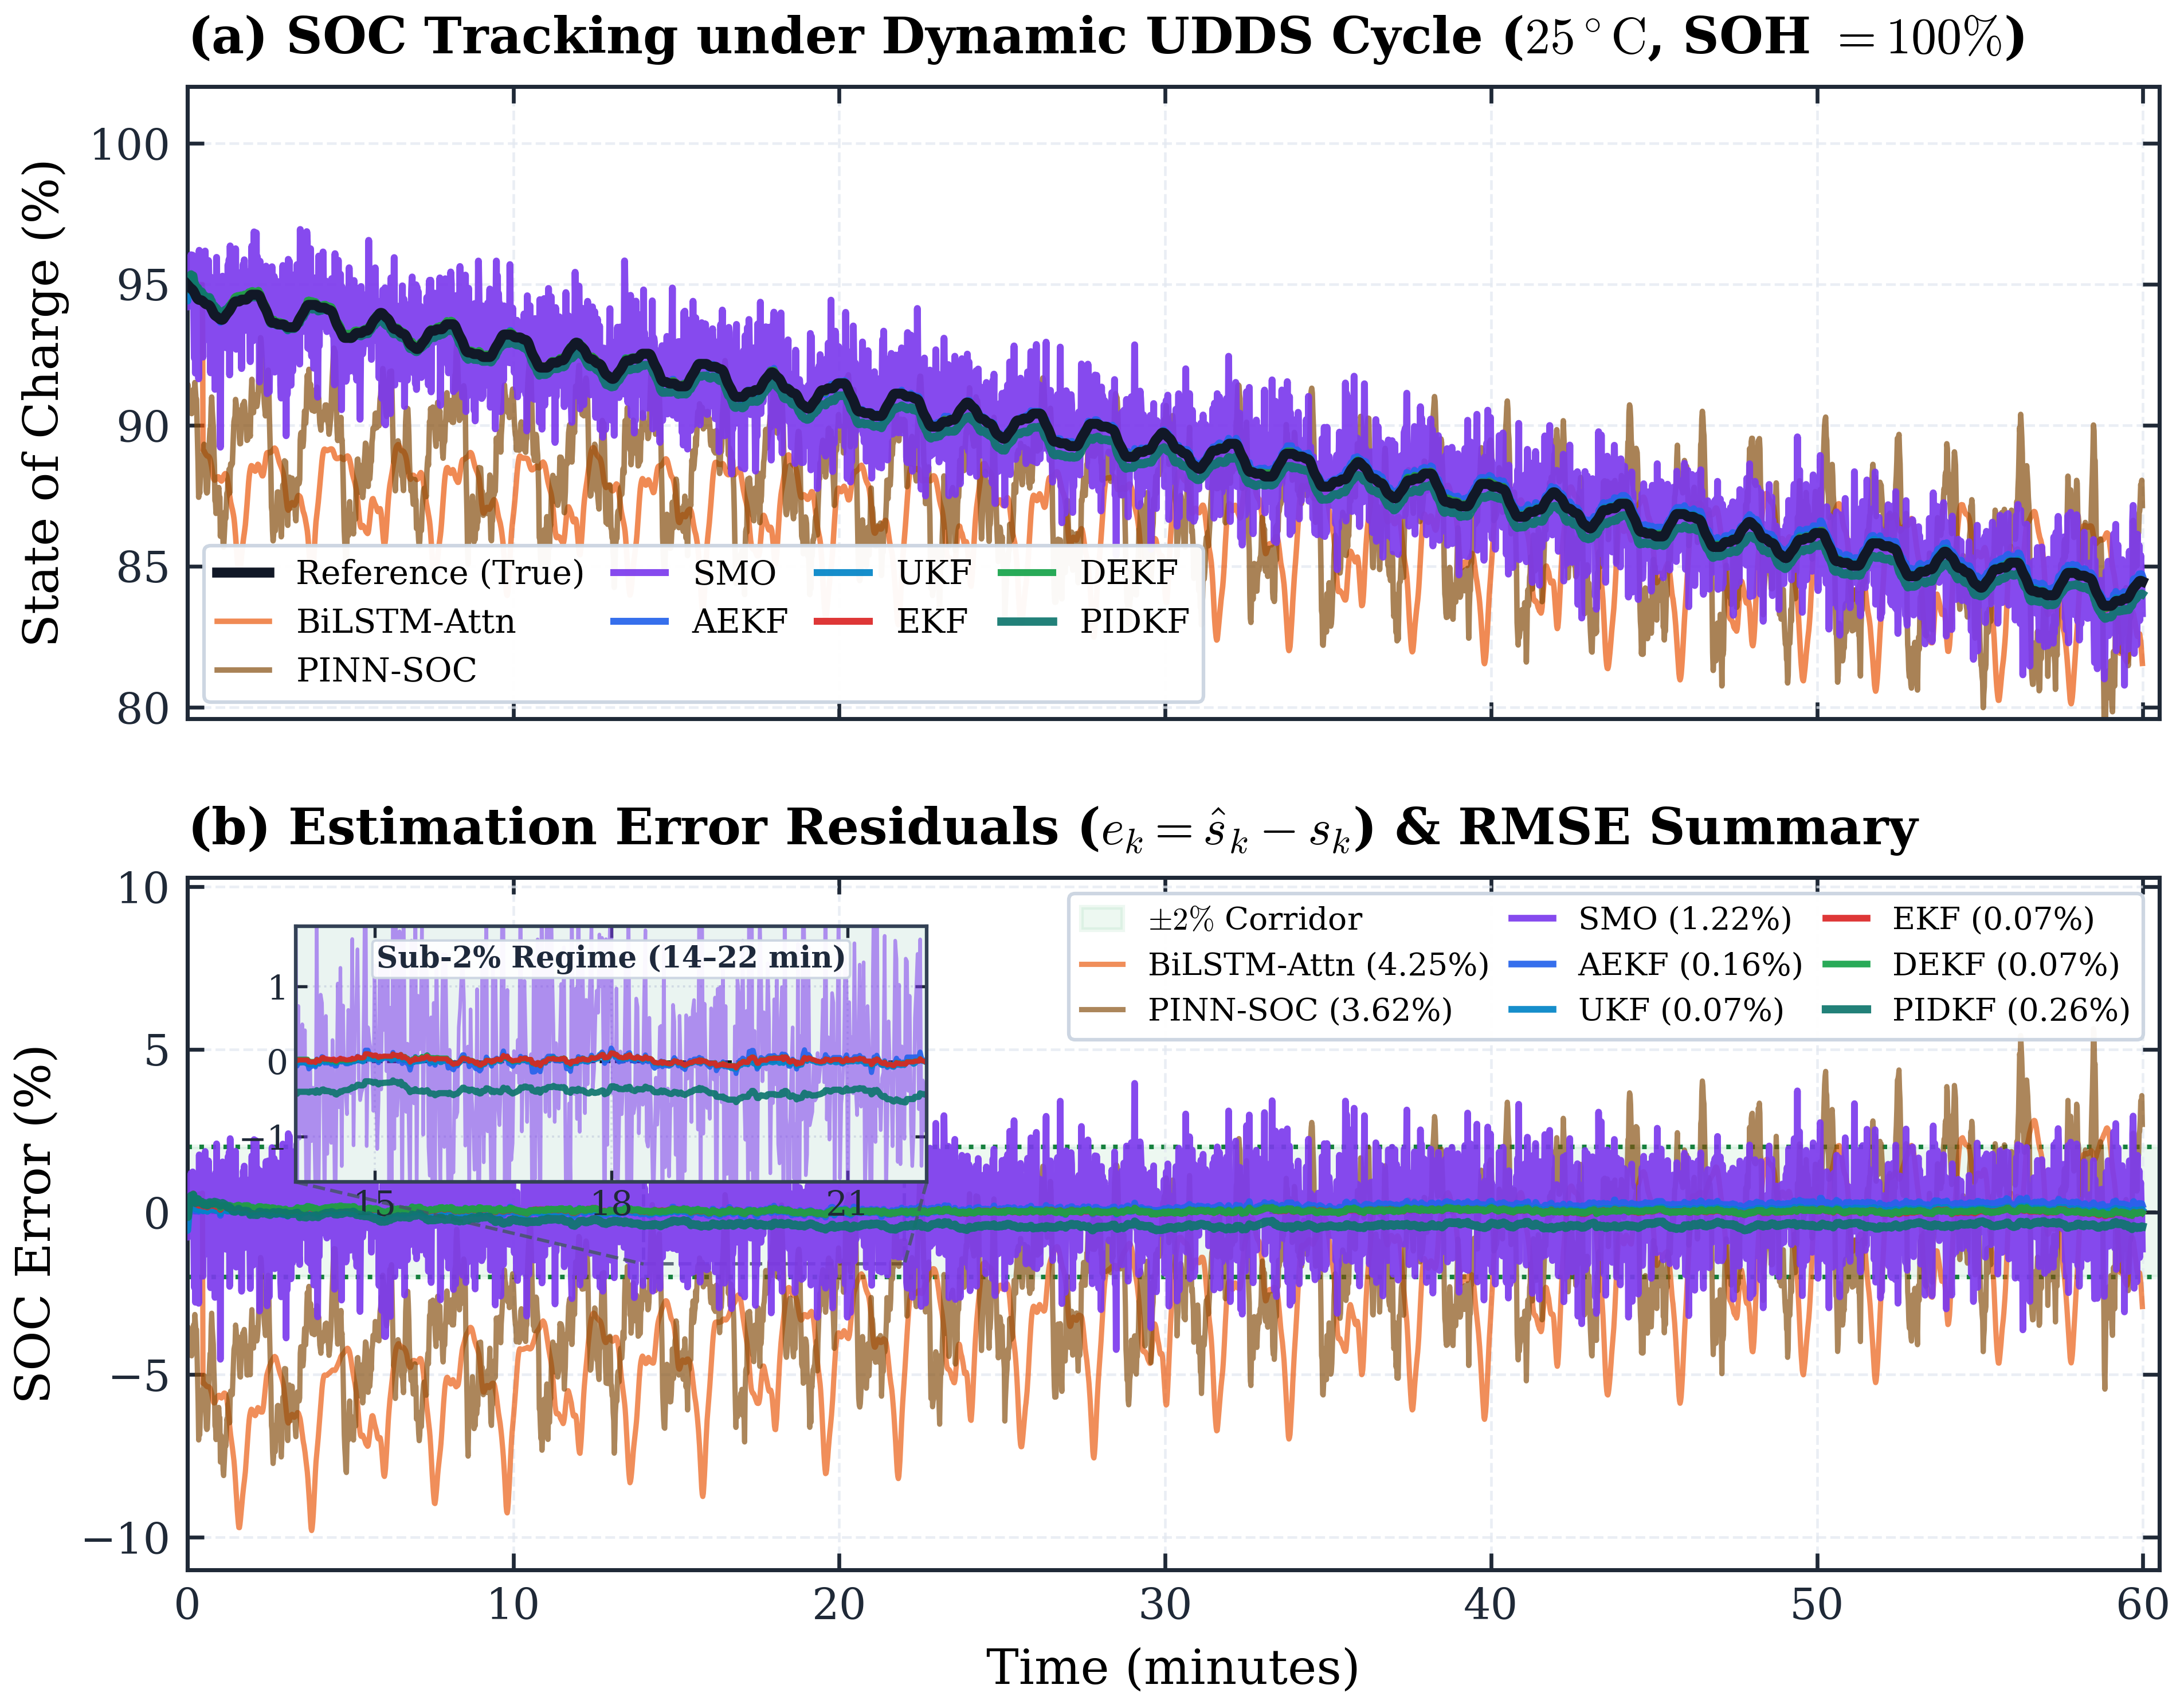 (a) SOC Tracking under Dynamic UDDS Cycle (25°C, SOH = 100%)
State of Charge (%)
100
95
90
85
80
Reference (True) SMO UKF DEKF
BiLSTM-Attn AEKF EKF PIDKF
PINN-SOC
(b) Estimation Error Residuals (eₖ = ŝₖ − sₖ) & RMSE Summary
SOC Error (%)
10
5
0
−5
−10
Sub-2% Regime (14–22 min)
1
0
−1
15 18 21
±2% Corridor SMO (1.22%) EKF (0.07%)
BiLSTM-Attn (4.25%) AEKF (0.16%) DEKF (0.07%)
PINN-SOC (3.62%) UKF (0.07%) PIDKF (0.26%)
0 10 20 30 40 50 60
Time (minutes)